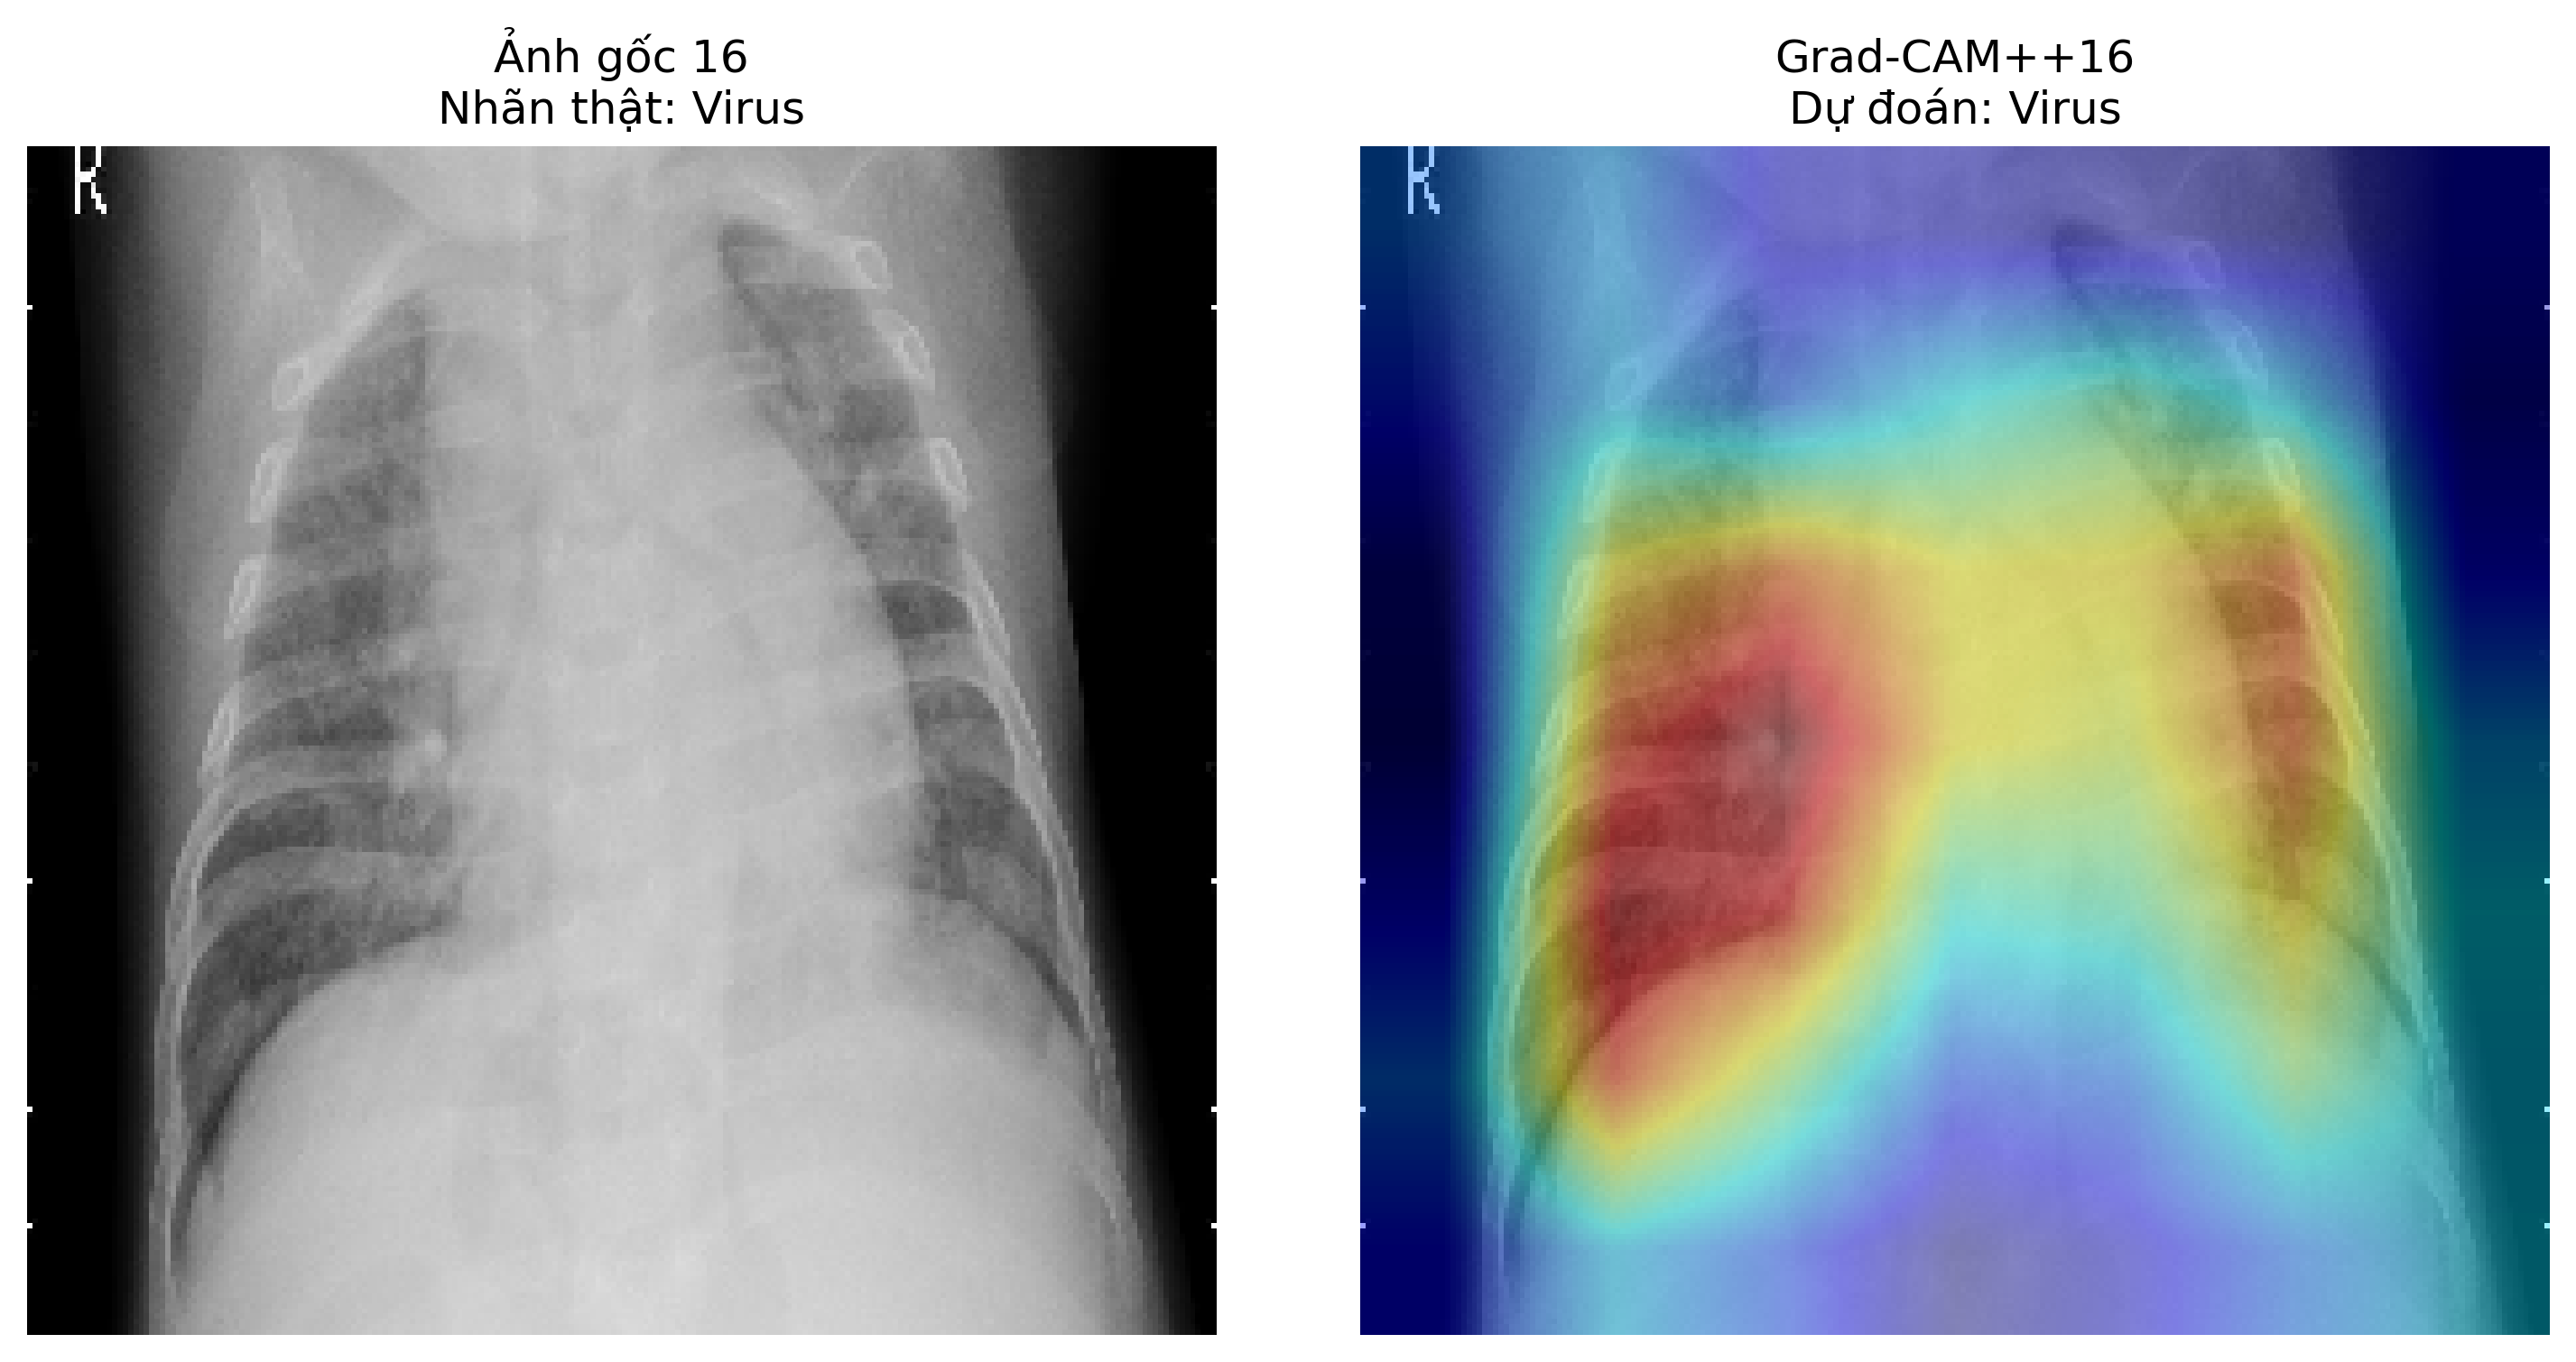 Ảnh gốc 16
Nhãn thật: Virus
Grad-CAM++16
Dự đoán: Virus
R
R